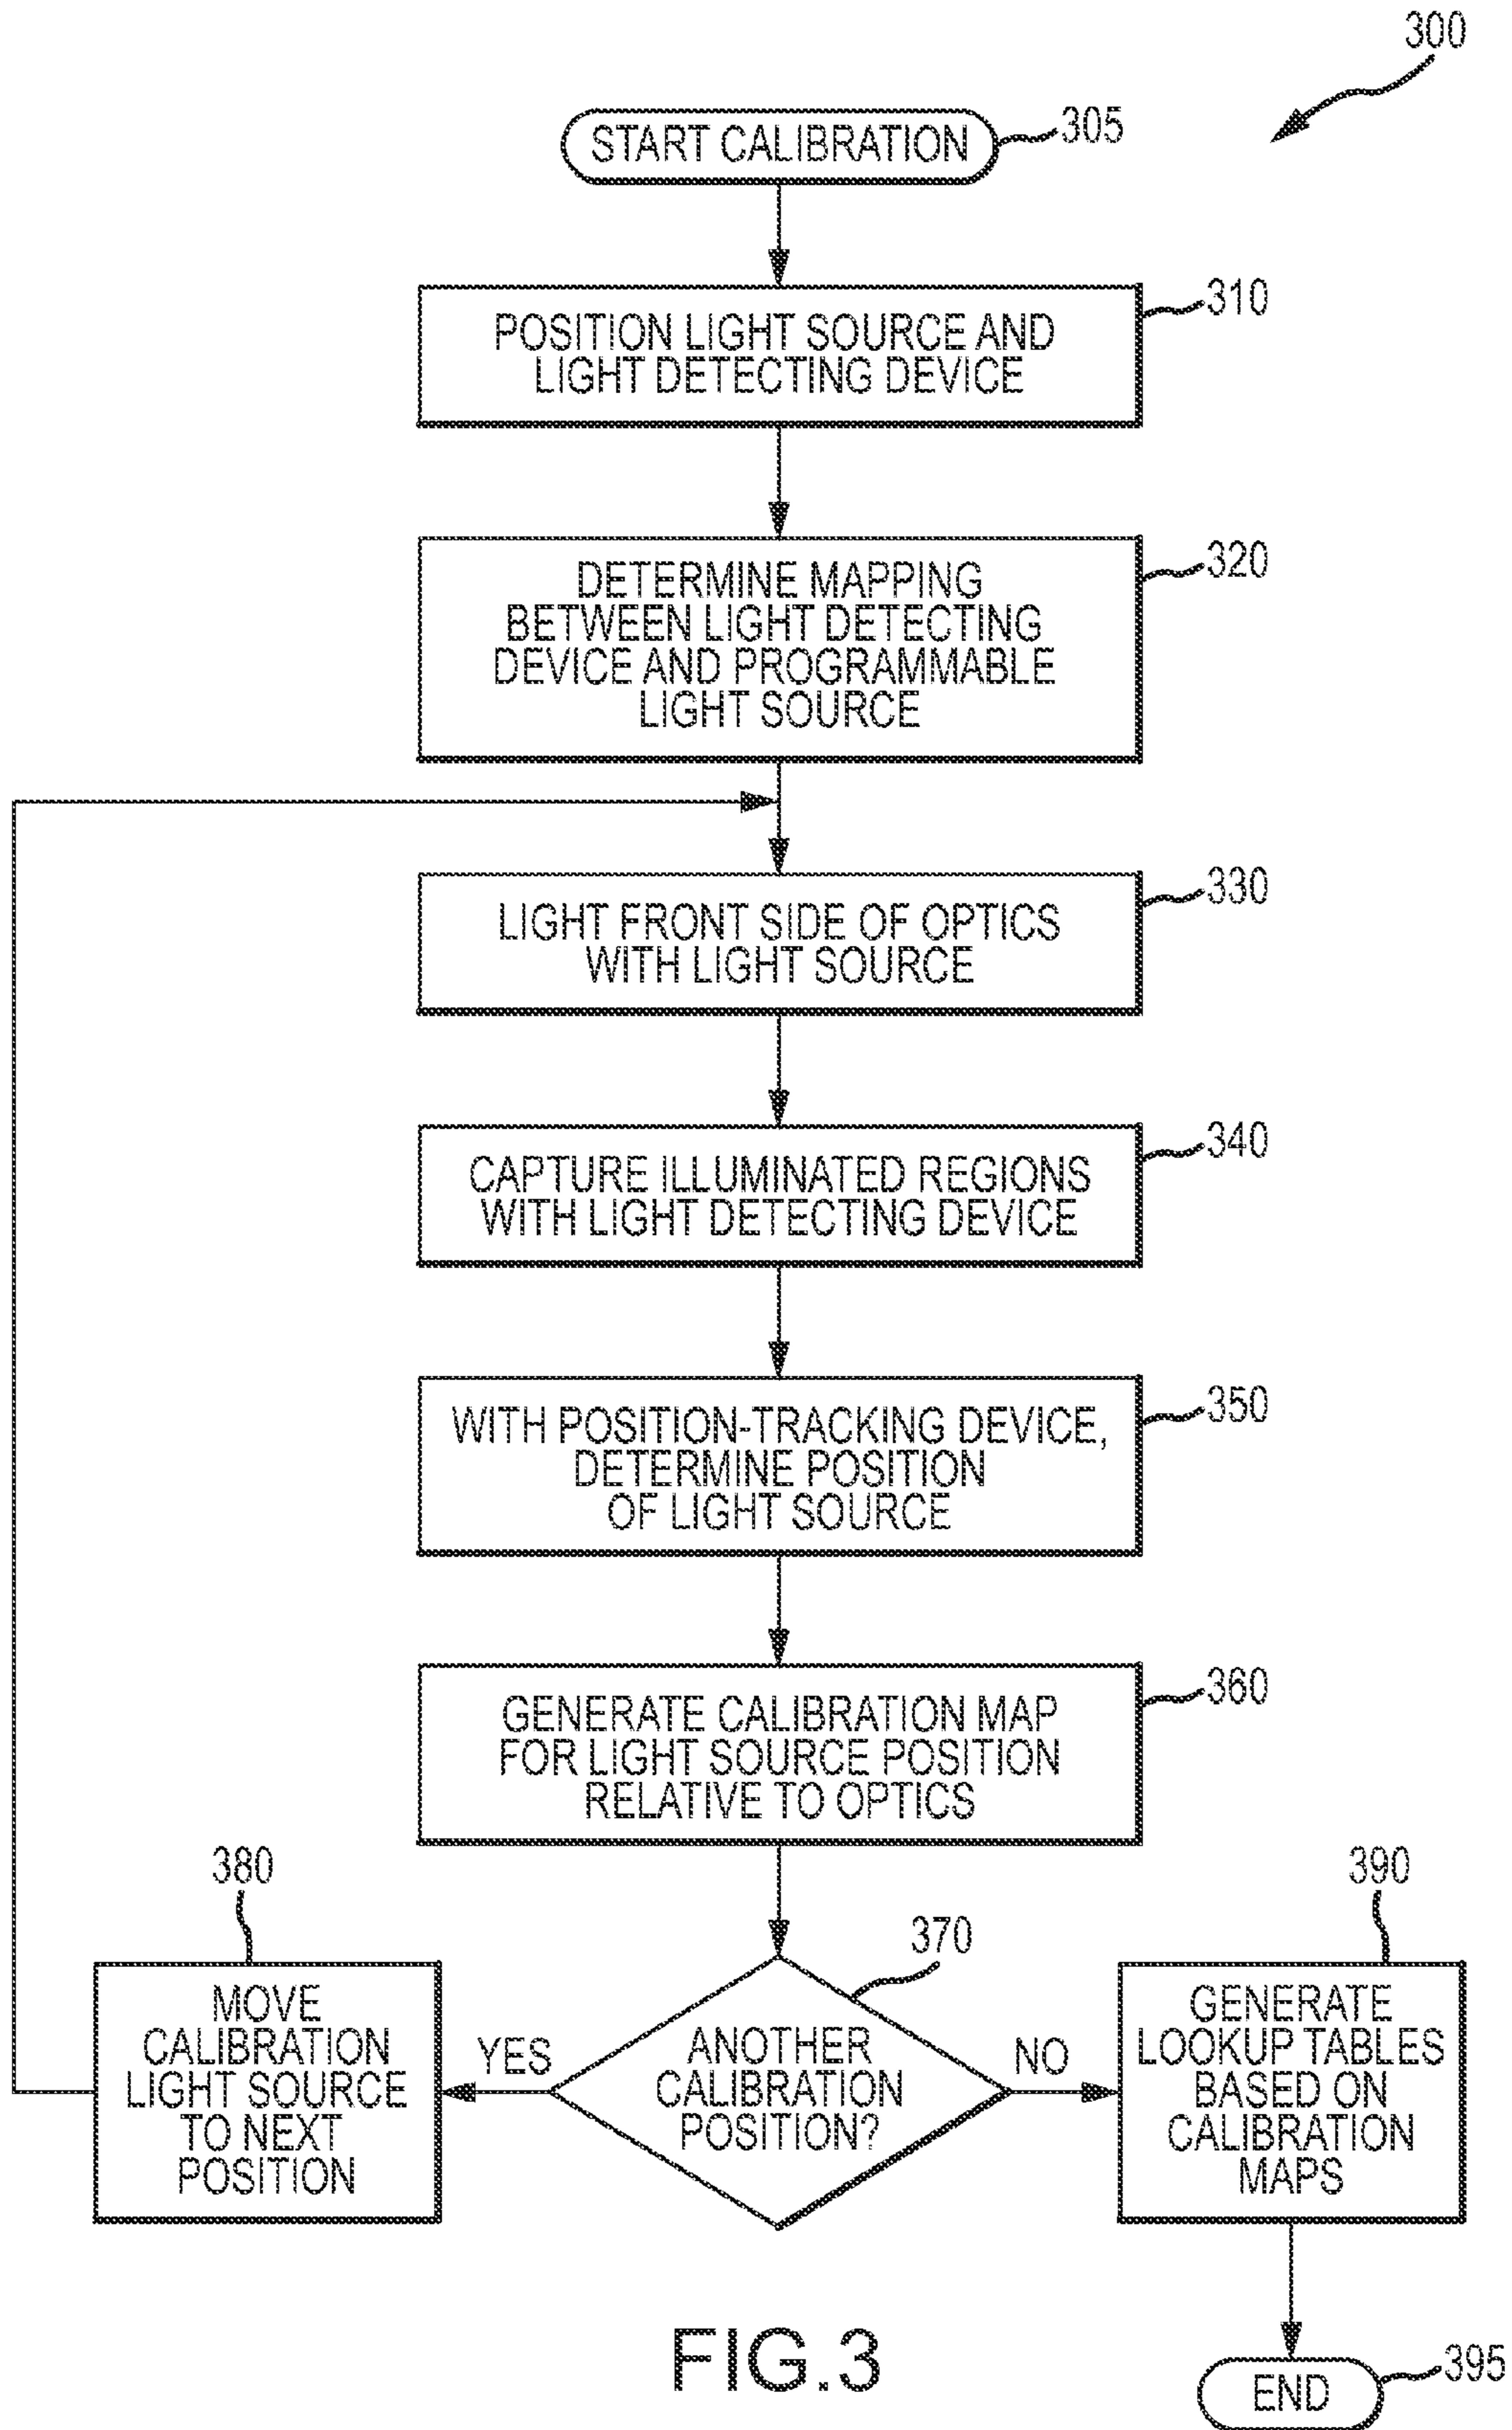 300
START CALIBRATION
305
POSITION LIGHT SOURCE AND
LIGHT DETECTING DEVICE
310
DETERMINE MAPPING
BETWEEN LIGHT DETECTING
DEVICE AND PROGRAMMABLE
LIGHT SOURCE
320
LIGHT FRONT SIDE OF OPTICS
WITH LIGHT SOURCE
330
CAPTURE ILLUMINATED REGIONS
WITH LIGHT DETECTING DEVICE
340
WITH POSITION-TRACKING DEVICE,
DETERMINE POSITION
OF LIGHT SOURCE
350
GENERATE CALIBRATION MAP
FOR LIGHT SOURCE POSITION
RELATIVE TO OPTICS
360
ANOTHER
CALIBRATION
POSITION?
370
YES
MOVE
CALIBRATION
LIGHT SOURCE
TO NEXT
POSITION
380
NO
GENERATE
LOOKUP TABLES
BASED ON
CALIBRATION
MAPS
390
END
395
FIG.3